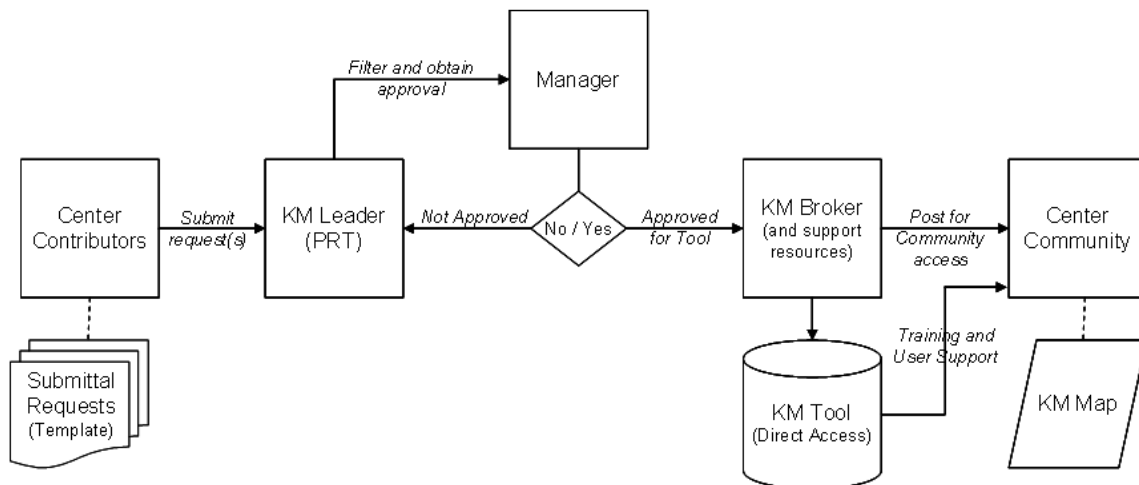 Filter and obtain
approval
Manager
Center
Contributors
Submit
request(s)
KM Leader
(PRT)
Not Approved
No / Yes
Approved
for Tool
KM Broker
(and support
resources)
Post for
Community
access
Center
Community
Submittal
Requests
(Template)
KM Tool
(Direct Access)
Training and
User Support
KM Map